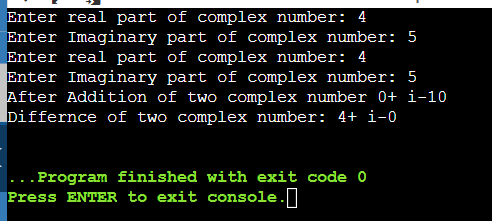 Enter real part of complex number: 4
Enter Imaginary part of complex number: 5
Enter real part of complex number: 4
Enter Imaginary part of complex number: 5
After Addition of two complex number 0+ i-10
Differnce of two complex number: 4+ i-0
...Program finished with exit code 0
Press ENTER to exit console.